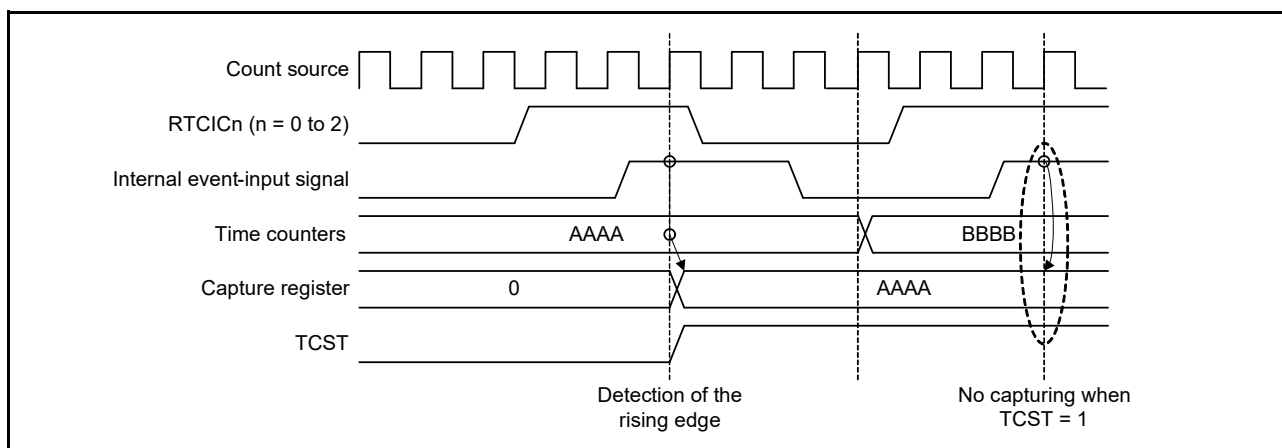 Count source
RTCICn (n = 0 to 2)
Internal event-input signal
Time counters
AAAA
BBBB
Capture register
0
AAAA
TCST
Detection of the
rising edge
No capturing when
TCST = 1